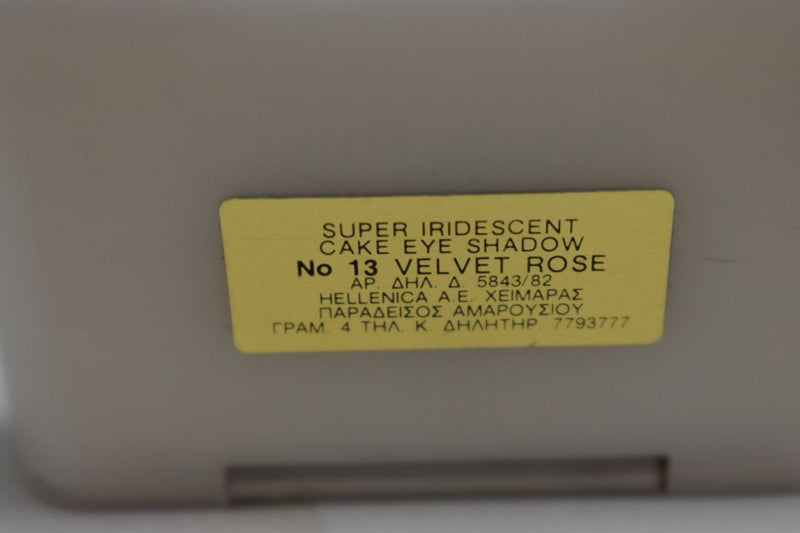 SUPER IRIDESCENT
CAKE EYE SHADOW
No 13 VELVET ROSE
ΑΡ. ΔΗΛ. Δ. 5843/82
HELLENICA A.E. ΧΕΙΜΑΡΑΣ
ΠΑΡΑΔΕΙΣΟΣ ΑΜΑΡΟΥΣΙΟΥ
ΓΡΑΜ. 4 ΤΗΛ. Κ. ΔΗΛΗΤΗΡ. 7793777